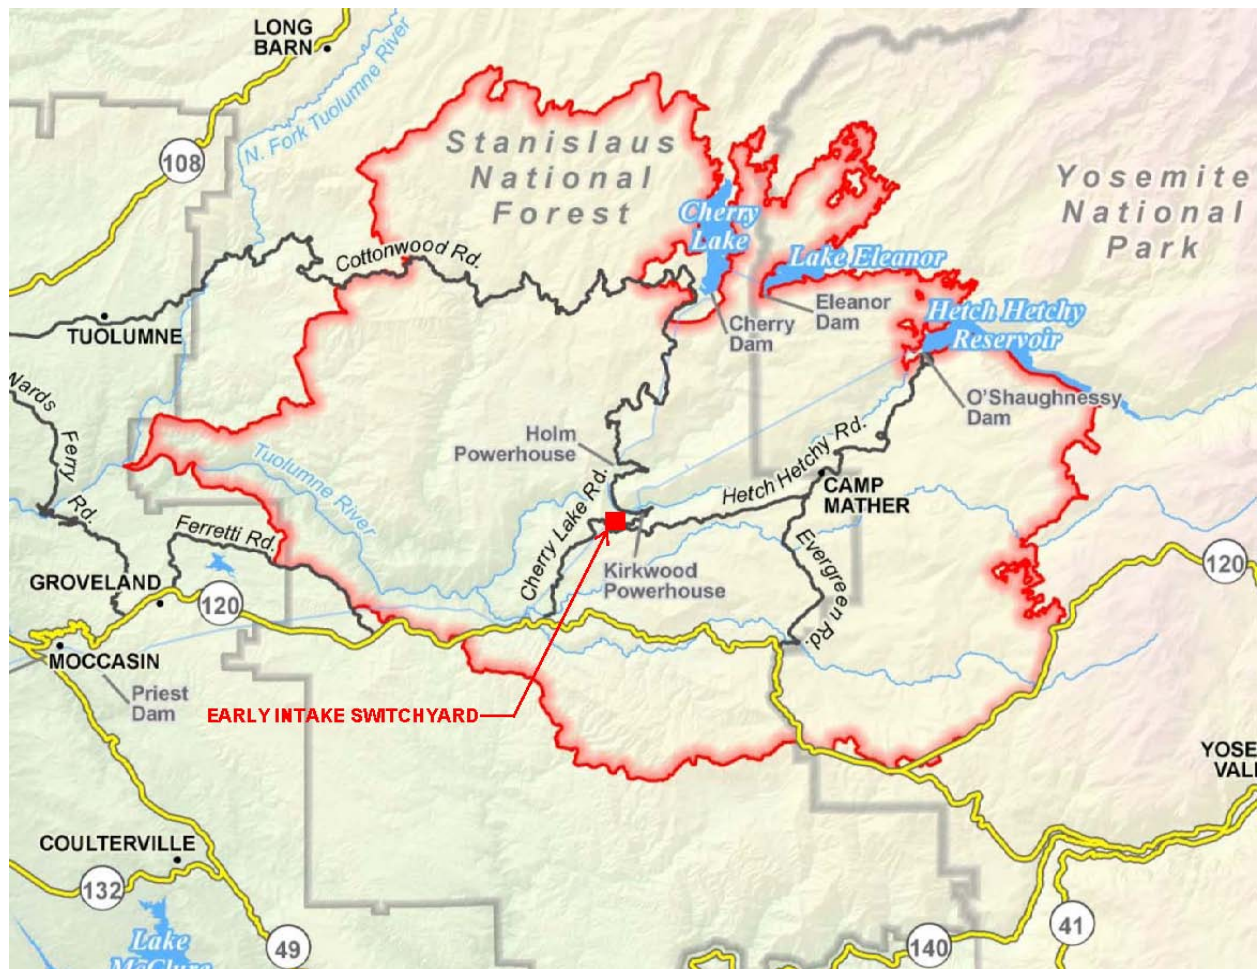 LONG
BARN
N. Fork Tuolumne River
108
Stanislaus
National
Forest
Yosemite
National
Park
Cherry
Lake
Cottonwood Rd.
Lake Eleanor
Eleanor
Dam
Hetch Hetchy
Reservoir
Cherry
Dam
TUOLUMNE
O'Shaughnessy
Dam
Wards
Ferry
Rd.
Holm
Powerhouse
Tuolumne
River
Hetch Hetchy Rd.
CAMP
MATHER
Cherry Lake Rd.
Ferretti Rd.
Evergreen Rd.
Kirkwood
Powerhouse
GROVELAND
120
120
MOCCASIN
Priest
Dam
EARLY INTAKE SWITCHYARD
YOSE
VALI
COULTERVILLE
132
Lake
McClure
49
140
41